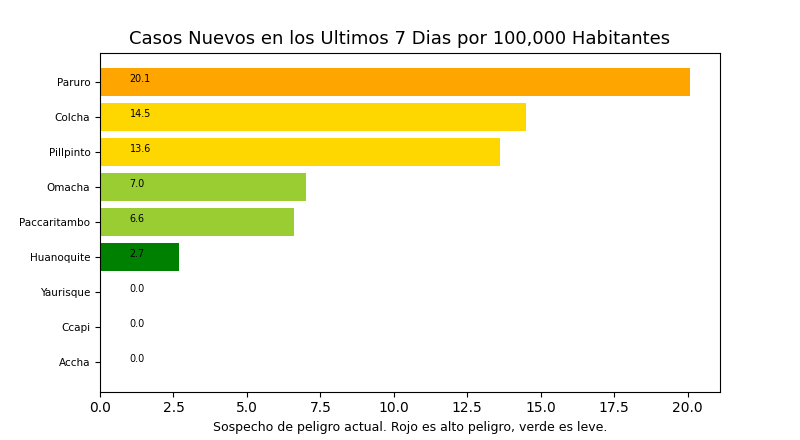 Casos Nuevos en los Ultimos 7 Dias por 100,000 Habitantes
Paruro 20.1
Colcha 14.5
Pillpinto 13.6
Omacha 7.0
Paccaritambo 6.6
Huanoquite 2.7
Yaurisque 0.0
Ccapi 0.0
Accha 0.0
0.0 2.5 5.0 7.5 10.0 12.5 15.0 17.5 20.0
Sospecho de peligro actual. Rojo es alto peligro, verde es leve.